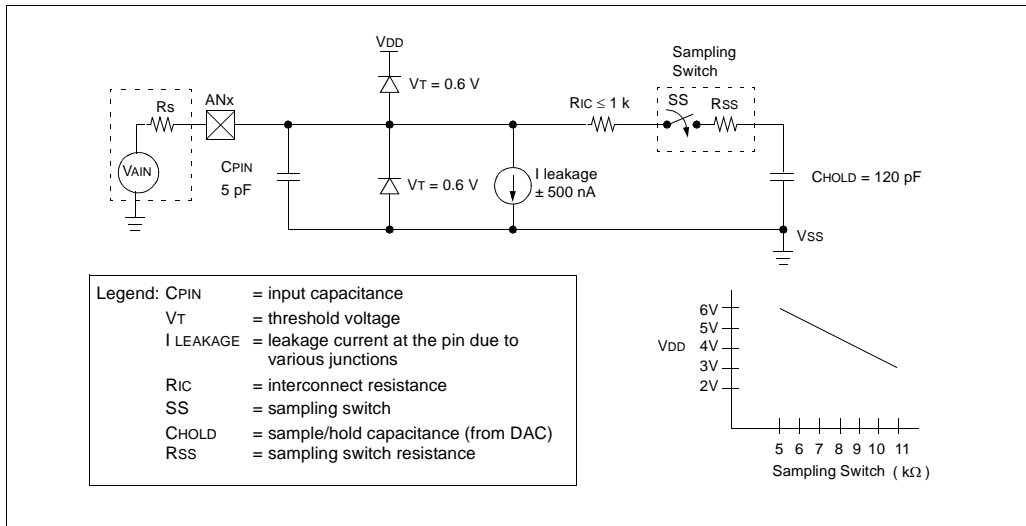 VDD
Sampling
Switch
VT = 0.6 V
ANx
RIC ≤ 1 k
SS
RSS
Rs
VAIN
CPIN
5 pF
VT = 0.6 V
I leakage
± 500 nA
CHOLD = 120 pF
VSS
Legend: CPIN = input capacitance
VT = threshold voltage
I LEAKAGE = leakage current at the pin due to
various junctions
RIC = interconnect resistance
SS = sampling switch
CHOLD = sample/hold capacitance (from DAC)
RSS = sampling switch resistance
6V
5V
VDD
4V
3V
2V
5 6 7 8 9 10 11
Sampling Switch ( kΩ )